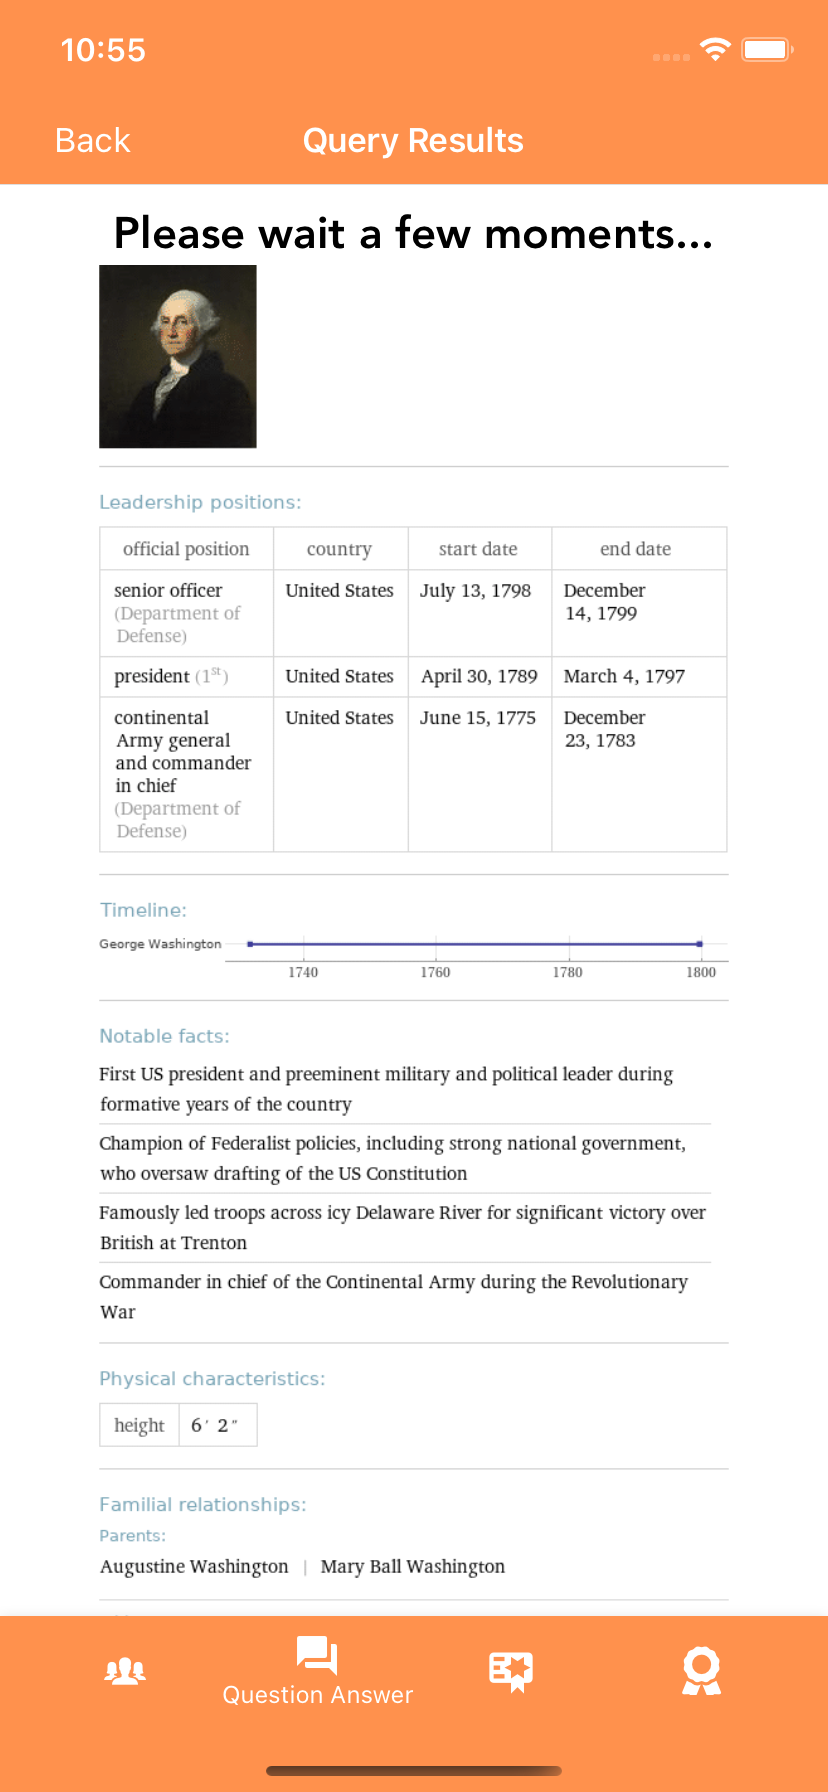 10:55
Back
Query Results
Please wait a few moments...
Leadership positions:
official position country start date end date
senior officer United States July 13, 1798 December
(Department of 14, 1799
Defense)
president (1st) United States April 30, 1789 March 4, 1797
continental United States June 15, 1775 December
Army general 23, 1783
and commander
in chief
(Department of
Defense)
Timeline:
George Washington
1740 1760 1780 1800
Notable facts:
First US president and preeminent military and political leader during
formative years of the country
Champion of Federalist policies, including strong national government,
who oversaw drafting of the US Constitution
Famously led troops across icy Delaware River for significant victory over
British at Trenton
Commander in chief of the Continental Army during the Revolutionary
War
Physical characteristics:
height 6′ 2″
Familial relationships:
Parents:
Augustine Washington | Mary Ball Washington
Question Answer